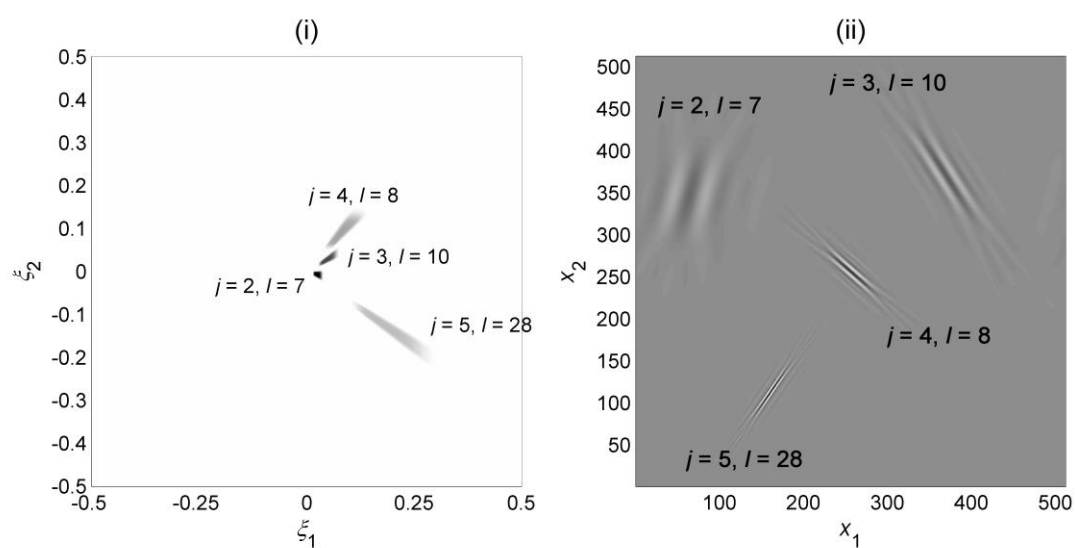 (i)
0.5
0.4
0.3
0.2
0.1
0
-0.1
-0.2
-0.3
-0.4
-0.5
ξ2
j = 4, l = 8
j = 3, l = 10
j = 2, l = 7
j = 5, l = 28
-0.5 -0.25 0 0.25 0.5
ξ1
(ii)
500
450
400
350
300
250
200
150
100
50
x2
j = 3, l = 10
j = 2, l = 7
j = 4, l = 8
j = 5, l = 28
100 200 300 400 500
x1